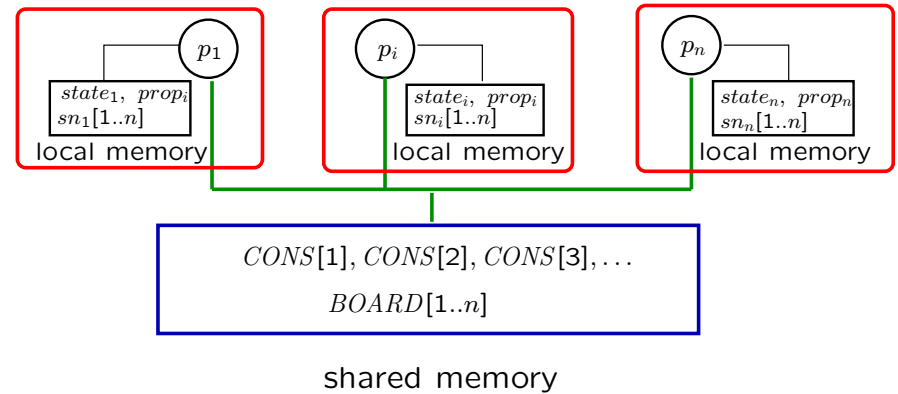 p1
state1, propi
sn1[1..n]
local memory
pi
statei, propi
sni[1..n]
local memory
pn
staten, propn
snn[1..n]
local memory
CONS[1], CONS[2], CONS[3], ...
BOARD[1..n]
shared memory